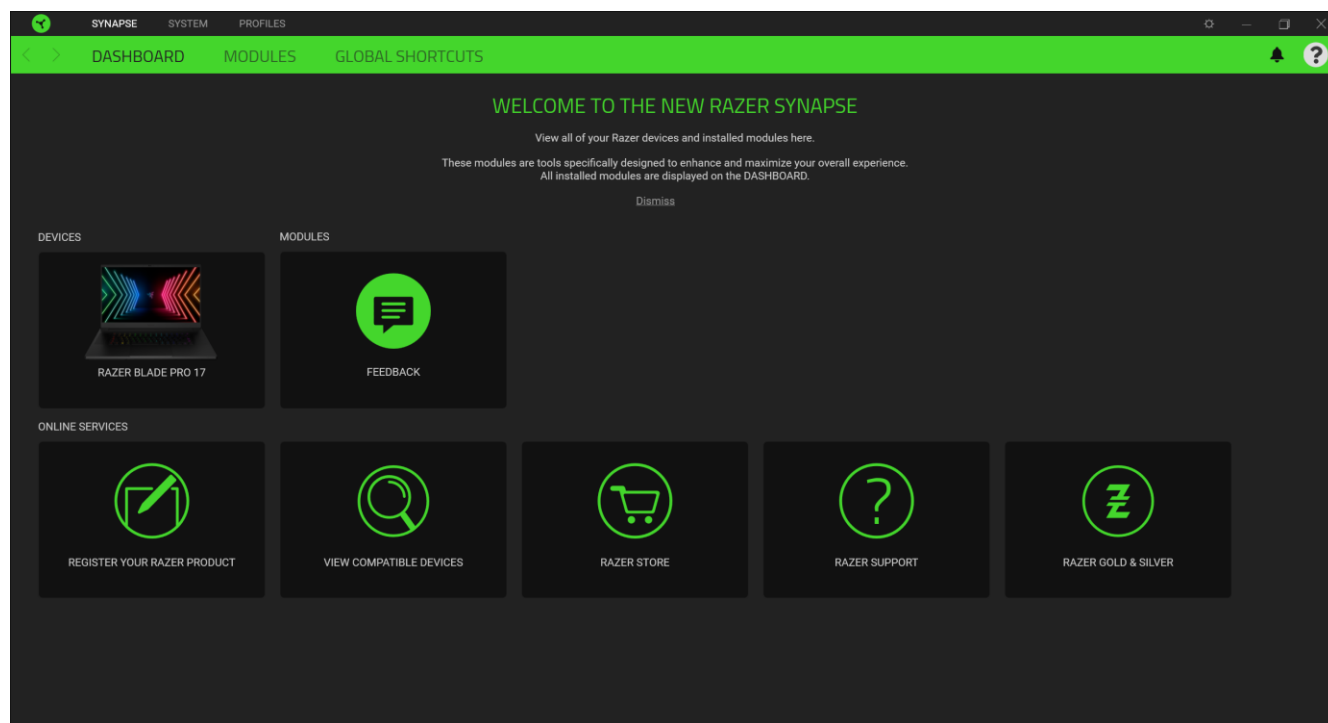 SYNAPSE SYSTEM PROFILES
DASHBOARD MODULES GLOBAL SHORTCUTS
?
WELCOME TO THE NEW RAZER SYNAPSE
View all of your Razer devices and installed modules here.
These modules are tools specifically designed to enhance and maximize your overall experience.
All installed modules are displayed on the DASHBOARD.
Dismiss
DEVICES MODULES
RAZER BLADE PRO 17 FEEDBACK
ONLINE SERVICES
?
REGISTER YOUR RAZER PRODUCT VIEW COMPATIBLE DEVICES RAZER STORE RAZER SUPPORT RAZER GOLD & SILVER